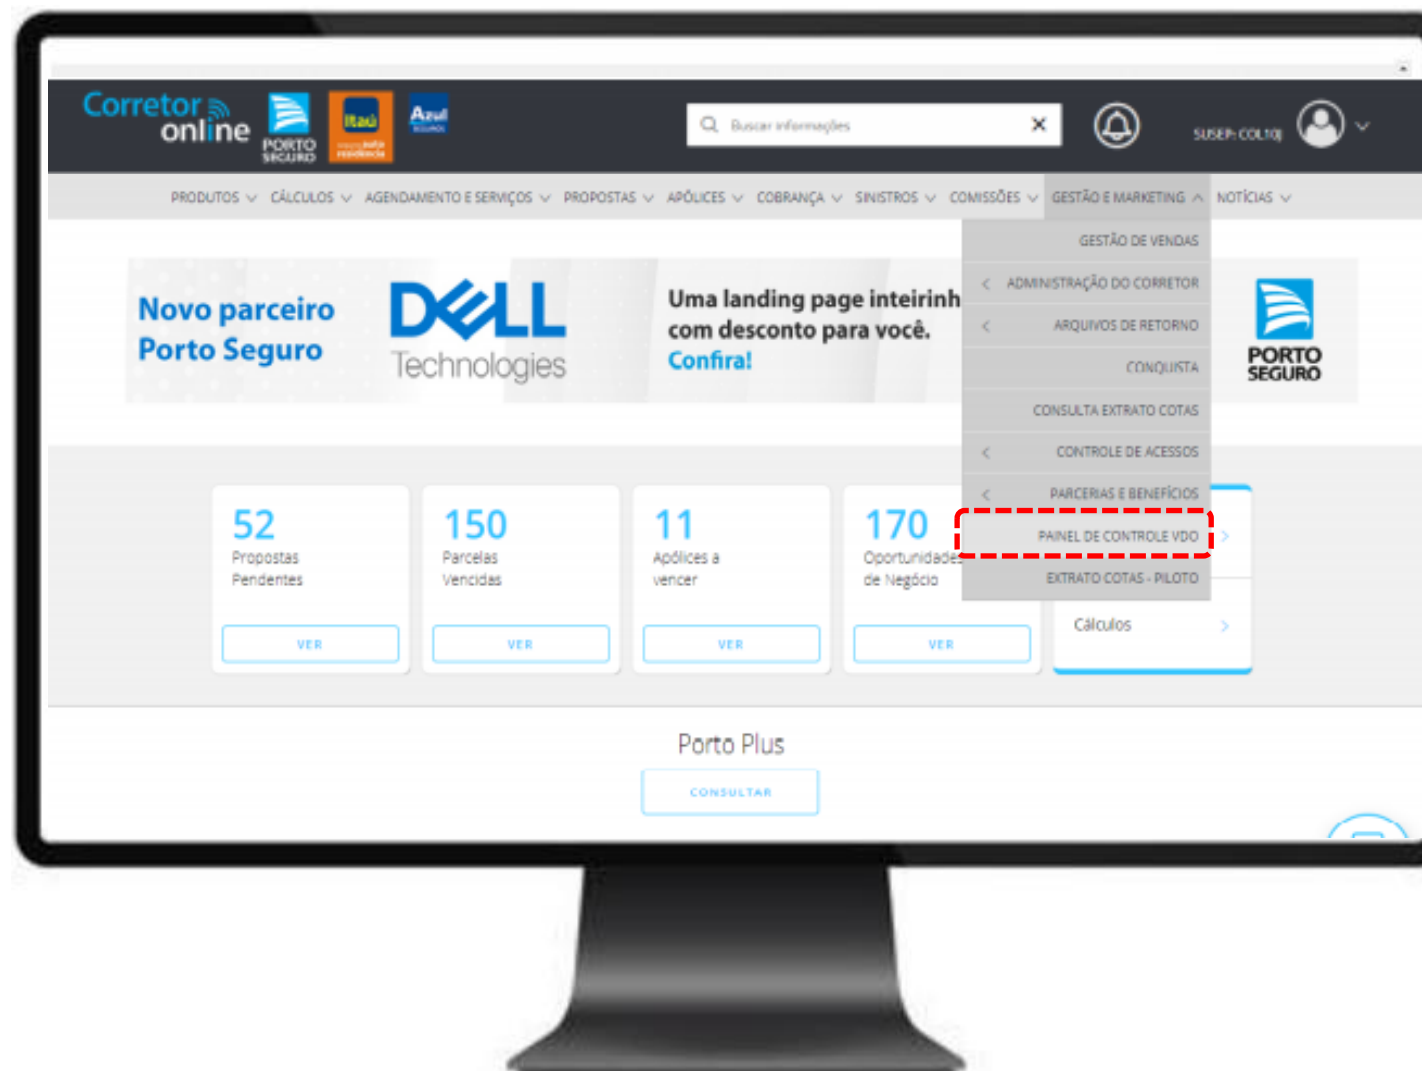 Corretor
online
PORTO
SEGURO
Itaú
Azul
Buscar informações
SUSEP: COL10J
PRODUTOS CÁLCULOS AGENDAMENTO E SERVIÇOS PROPOSTAS APÓLICES COBRANÇA SINISTROS COMISSÕES GESTÃO E MARKETING NOTÍCIAS
GESTÃO DE VENDAS
ADMINISTRAÇÃO DO CORRETOR
ARQUIVOS DE RETORNO
CONQUISTA
CONSULTA EXTRATO COTAS
CONTROLE DE ACESSOS
PARCERIAS E BENEFÍCIOS
PAINEL DE CONTROLE VDO
EXTRATO COTAS - PILOTO
Novo parceiro
Porto Seguro
DELL
Technologies
Uma landing page inteirinh
com desconto para você.
Confira!
PORTO
SEGURO
52
Propostas
Pendentes
VER
150
Parcelas
Vencidas
VER
11
Apólices a
vencer
VER
170
Oportunidades
de Negócio
VER
Cálculos
Porto Plus
CONSULTAR